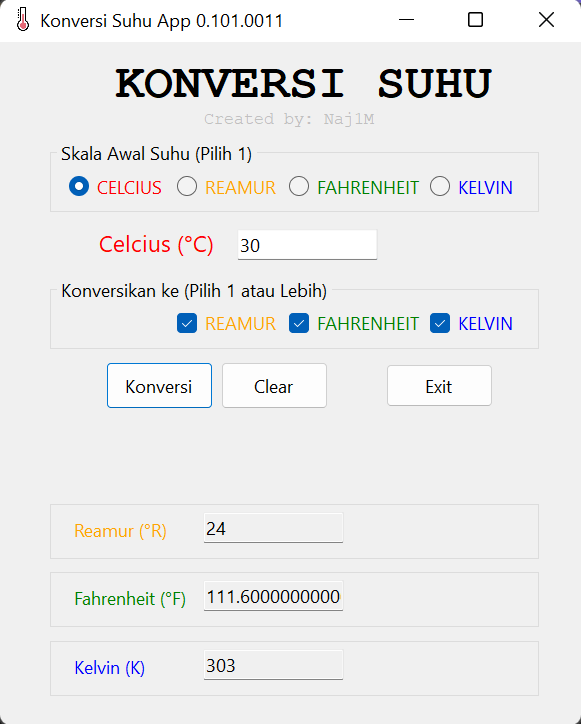 Konversi Suhu App 0.101.0011
KONVERSI SUHU
Created by: Naj1M
Skala Awal Suhu (Pilih 1)
CELCIUS REAMUR FAHRENHEIT KELVIN
Celcius (°C) 30
Konversikan ke (Pilih 1 atau Lebih)
REAMUR FAHRENHEIT KELVIN
Konversi Clear Exit
Reamur (°R) 24
Fahrenheit (°F) 111.6000000000
Kelvin (K) 303